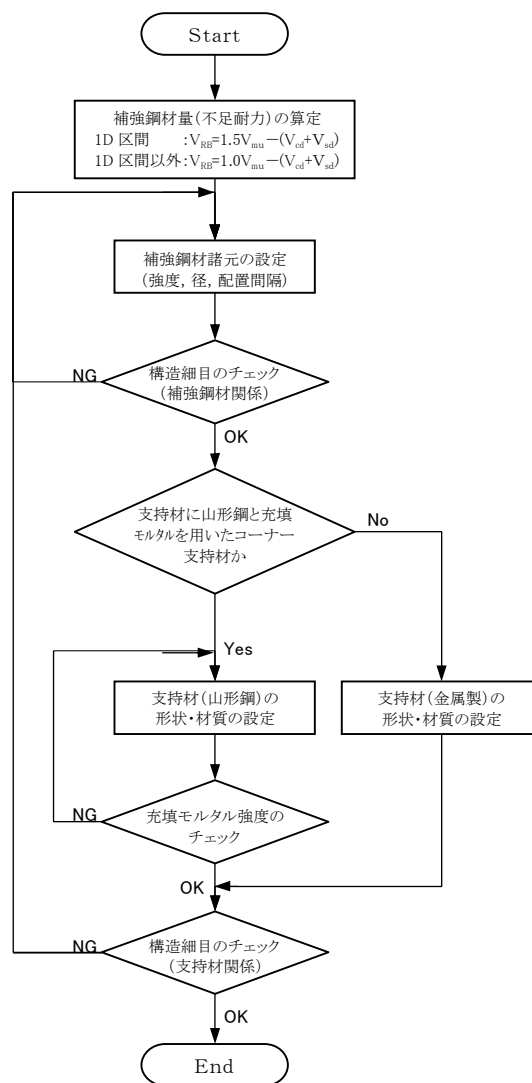 Start
補強鋼材量(不足耐力)の算定
1D 区間　　:V_RB=1.5V_mu－(V_cd+V_sd)
1D 区間以外:V_RB=1.0V_mu－(V_cd+V_sd)
補強鋼材諸元の設定
(強度，径，配置間隔)
NG
構造細目のチェック
(補強鋼材関係)
OK
支持材に山形鋼と充填
ﾓﾙﾀﾙを用いたコーナー
支持材か
No
Yes
支持材(山形鋼)の
形状・材質の設定
支持材(金属製)の
形状・材質の設定
NG
充填モルタル強度の
チェック
OK
NG
構造細目のチェック
(支持材関係)
OK
End